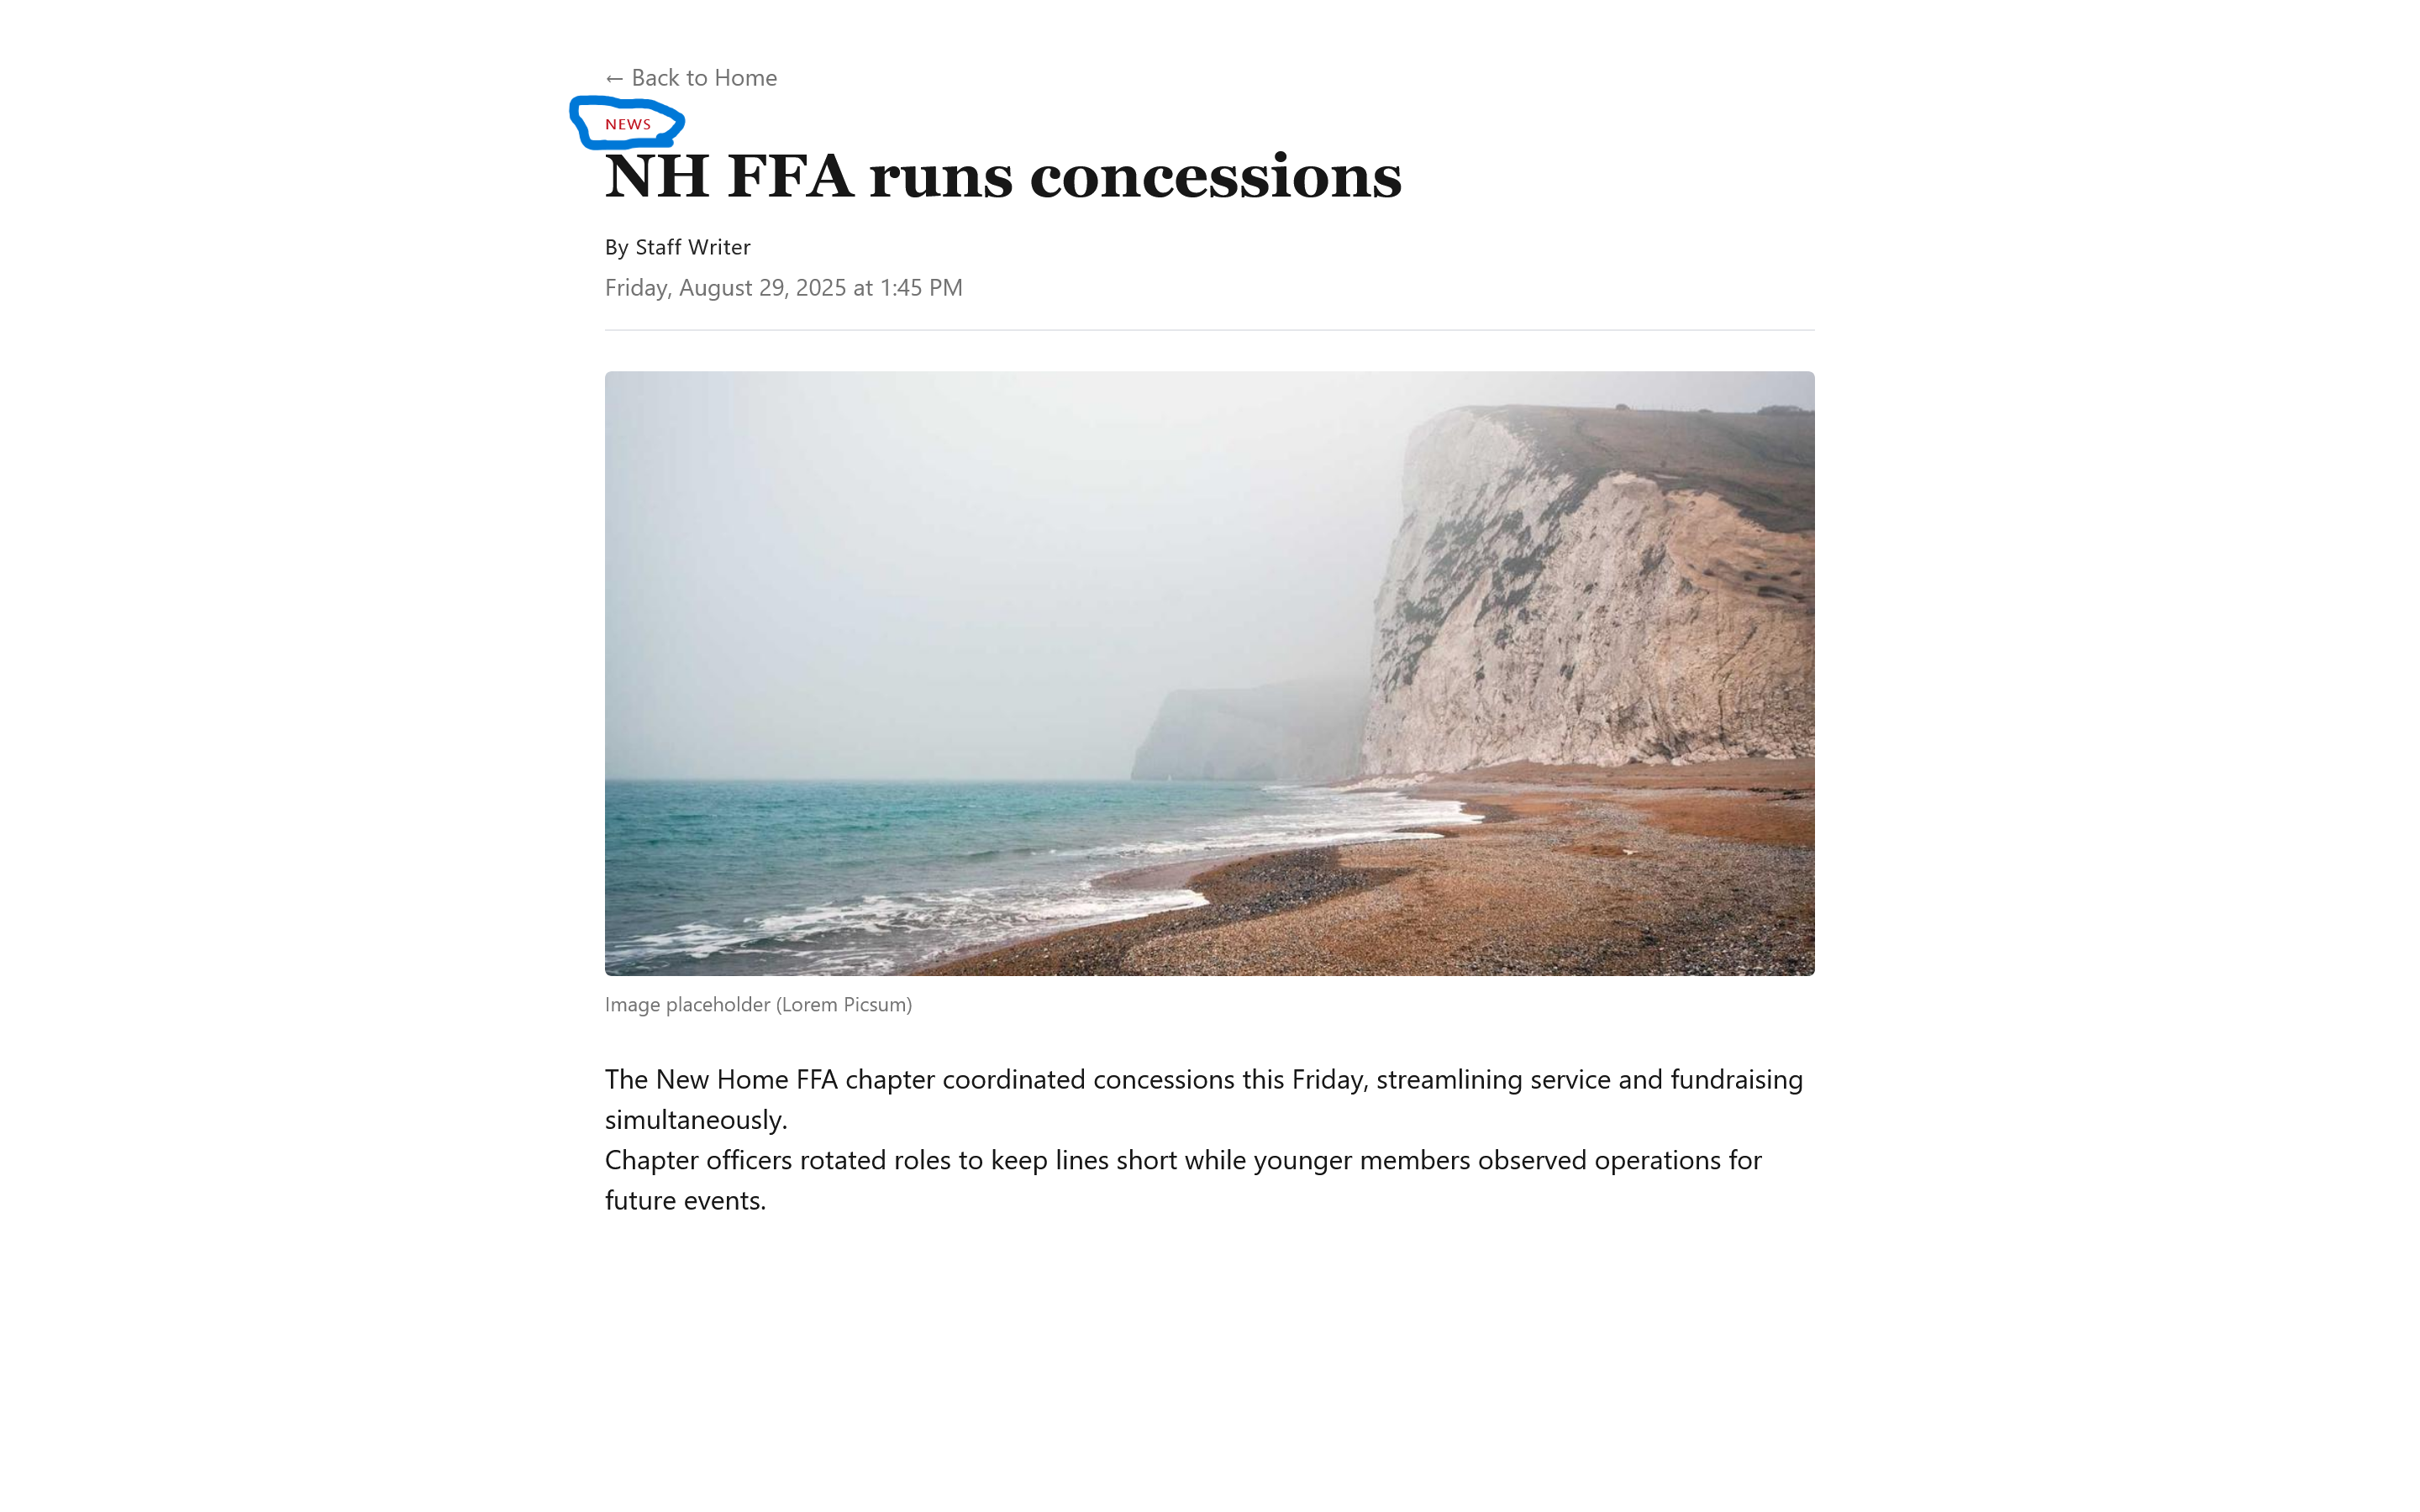 ← Back to Home
NEWS
NH FFA runs concessions
By Staff Writer
Friday, August 29, 2025 at 1:45 PM
Image placeholder (Lorem Picsum)
The New Home FFA chapter coordinated concessions this Friday, streamlining service and fundraising
simultaneously.
Chapter officers rotated roles to keep lines short while younger members observed operations for
future events.